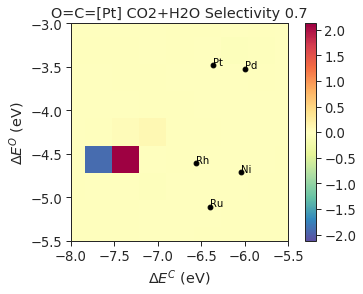 O=C=[Pt] CO2+H2O Selectivity 0.7
−3.0
−3.5
−4.0
−4.5
−5.0
−5.5
ΔE^O (eV)
Pt
Pd
Rh
Ni
Ru
−8.0 −7.5 −7.0 −6.5 −6.0 −5.5
ΔE^C (eV)
2.0
1.5
1.0
0.5
0.0
−0.5
−1.0
−1.5
−2.0